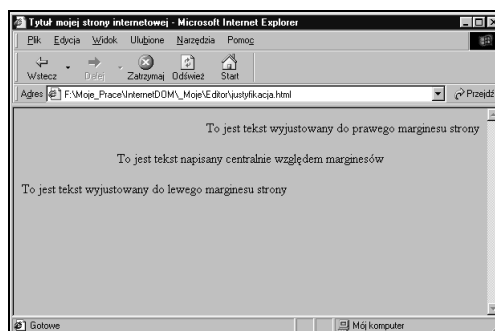 Tytuł mojej strony internetowej - Microsoft Internet Explorer
Plik Edycja Widok Ulubione Narzędzia Pomoc
Wstecz Dalej Zatrzymaj Odśwież Start
Adres F:\Moje_Prace\InternetDOM\_Moje\Editor\justyfikacja.html Przejdź
To jest tekst wyjustowany do prawego marginesu strony
To jest tekst napisany centralnie względem marginesów
To jest tekst wyjustowany do lewego marginesu strony
Gotowe Mój komputer